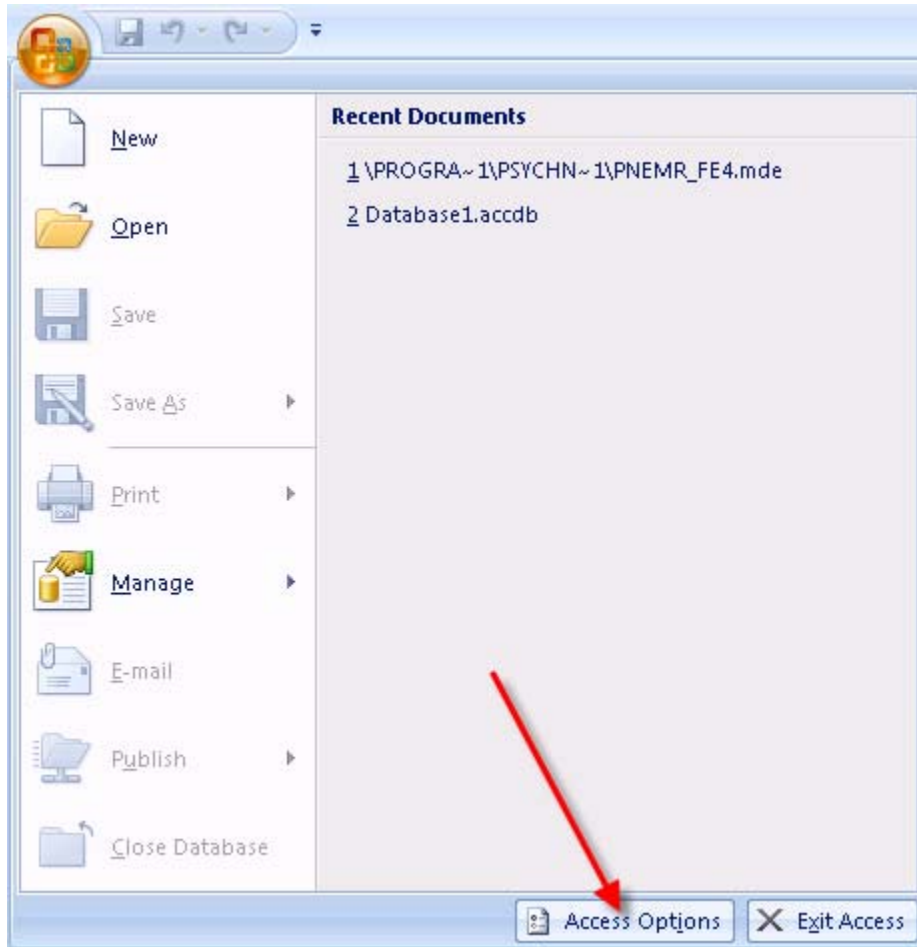 New
Open
Save
Save As
Print
Manage
E-mail
Publish
Close Database
Recent Documents
1 \PROGRA~1\PSYCHN~1\PNEMR_FE4.mde
2 Database1.accdb
Access Options
Exit Access